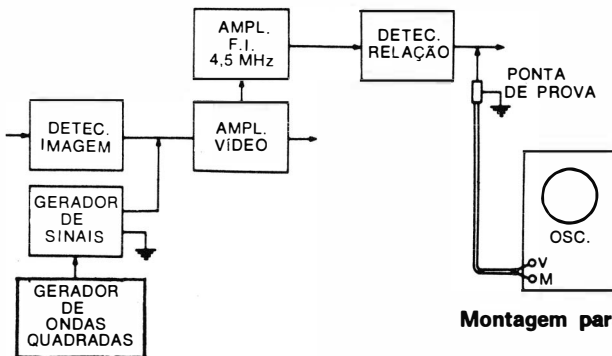 AMPL.
F.I.
4,5 MHz
DETEC.
RELAÇÃO
PONTA
DE PROVA
DETEC.
IMAGEM
AMPL.
VÍDEO
GERADOR
DE
SINAIS
OSC.
V
M
GERADOR
DE
ONDAS
QUADRADAS
Montagem par